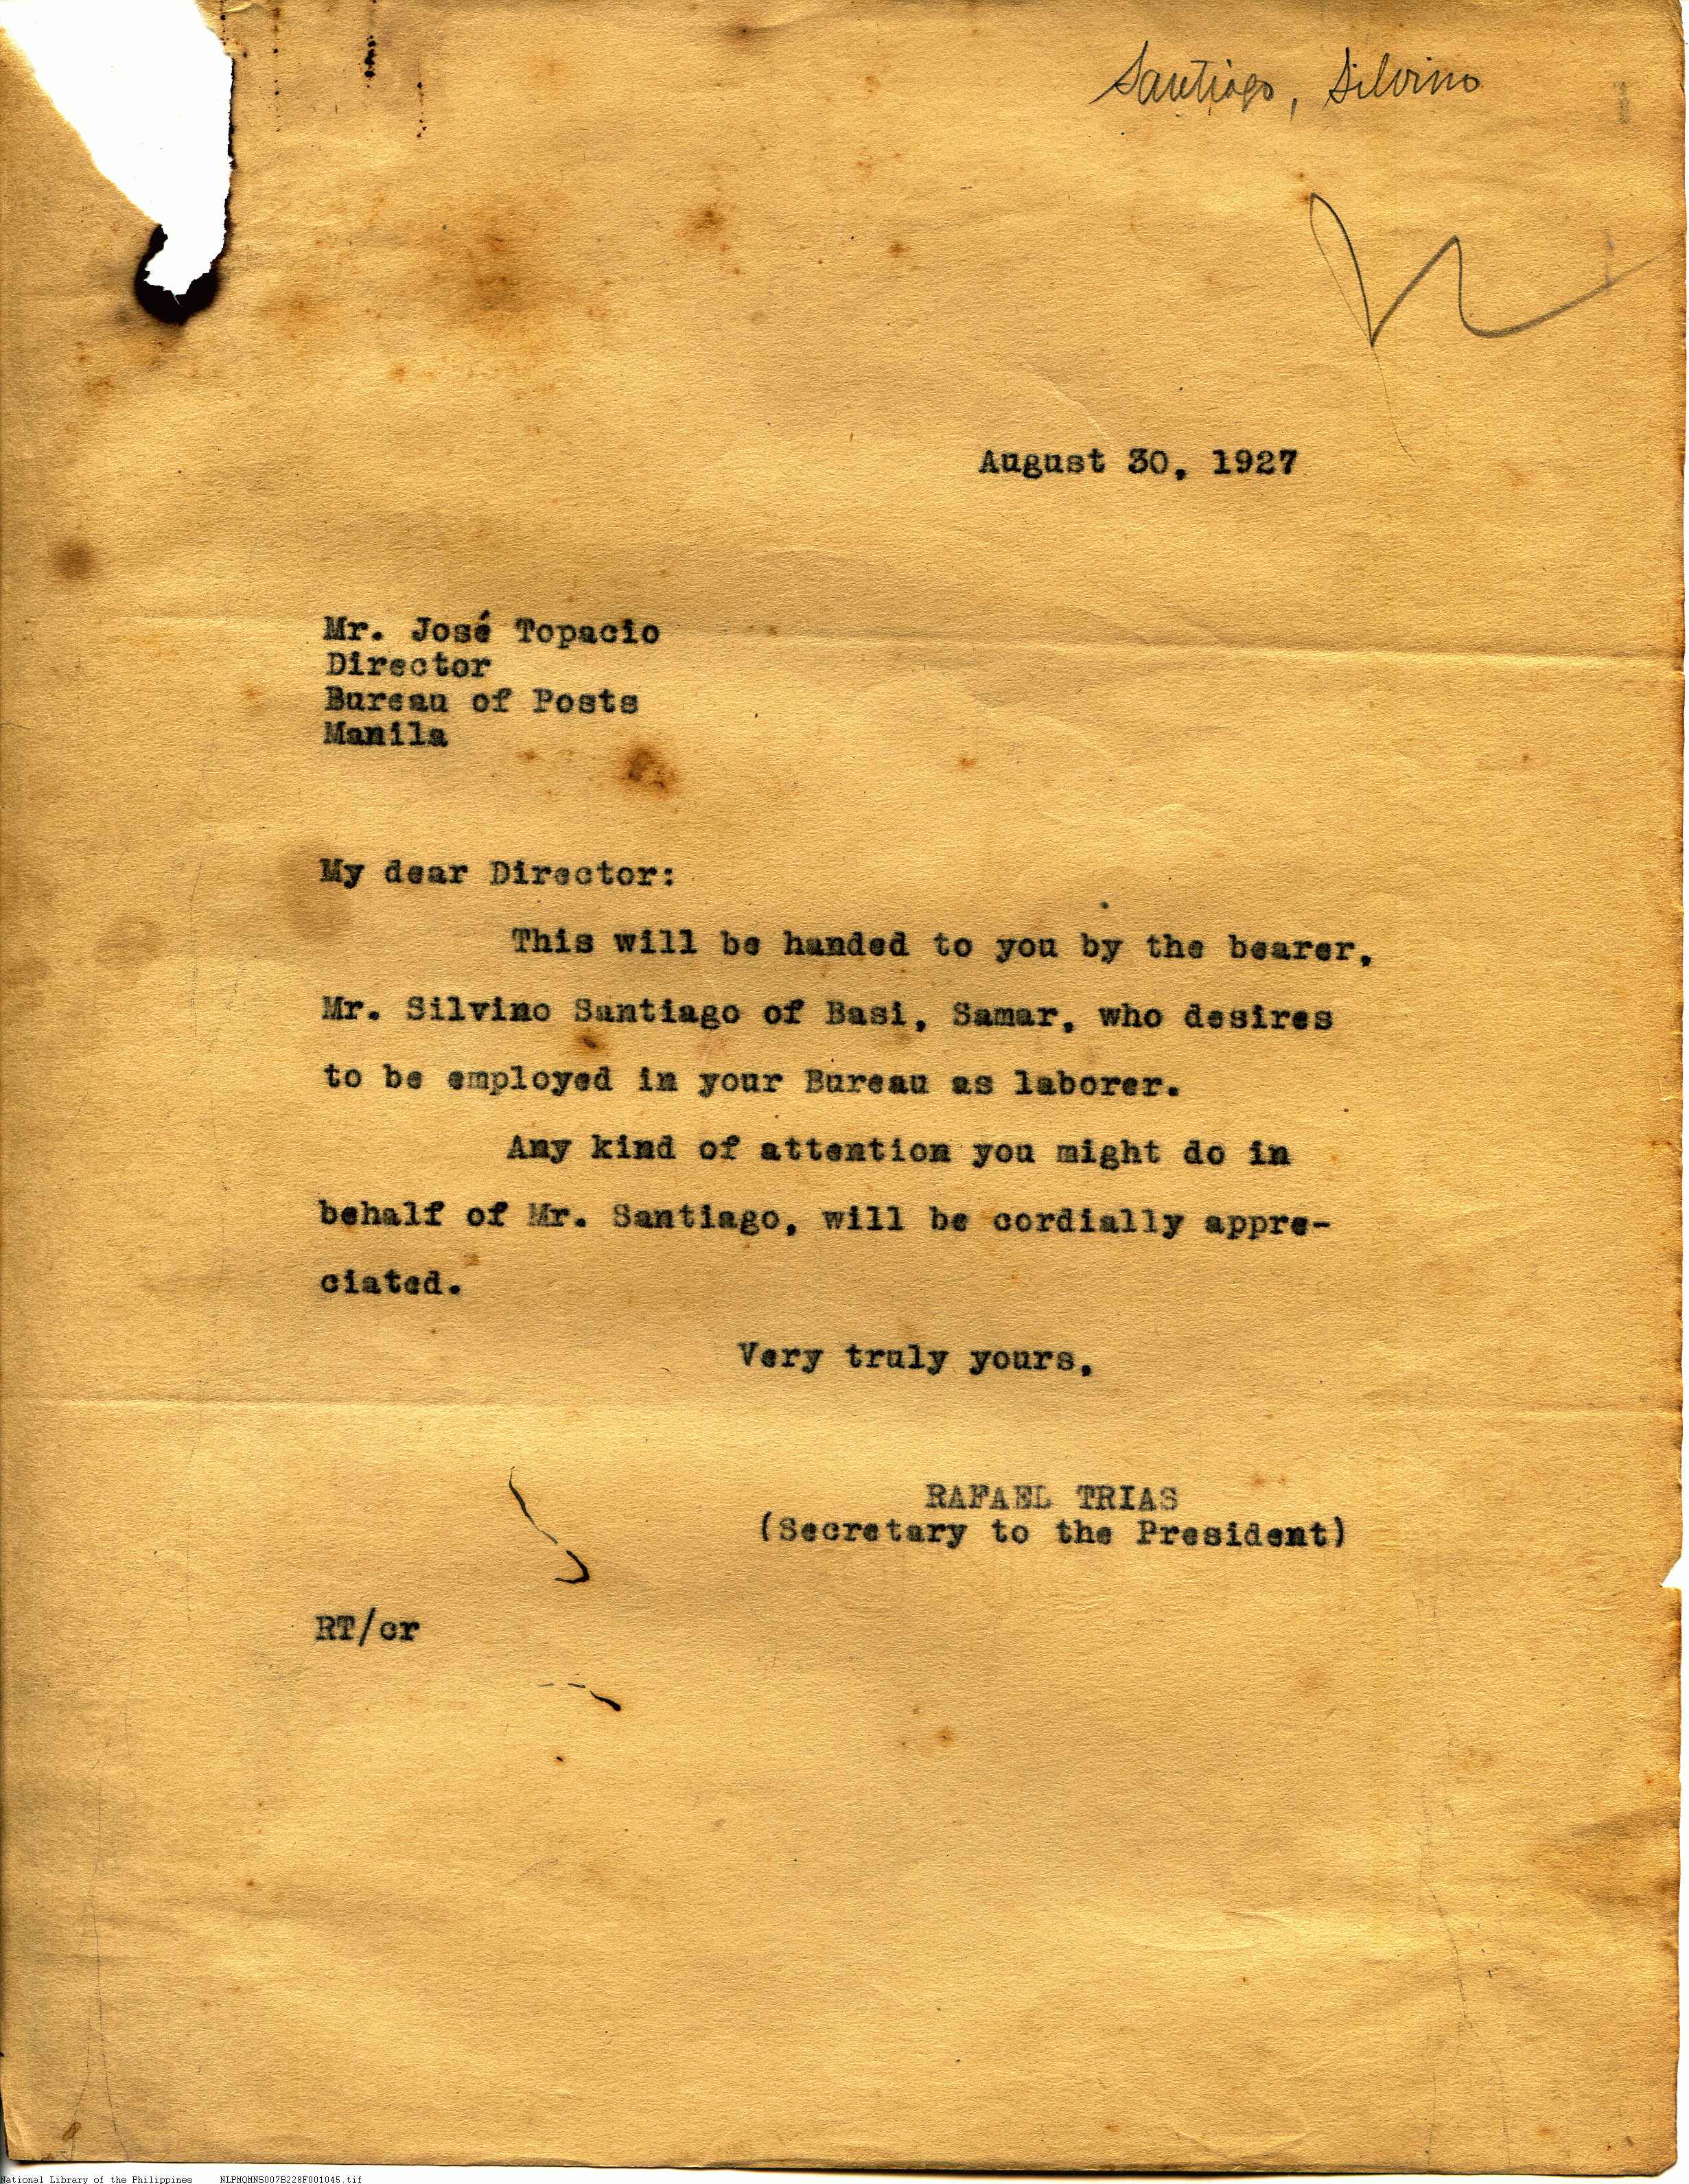 Santiago, Silvino
August 30, 1927
Mr. José Topacio
Director
Bureau of Posts
Manila
My dear Director:
This will be handed to you by the bearer,
Mr. Silvino Santiago of Basi, Samar, who desires
to be employed in your Bureau as laborer.
Any kind of attention you might do in
behalf of Mr. Santiago, will be cordially appre-
ciated.
Very truly yours,
RAFAEL TRIAS
(Secretary to the President)
RT/cr
National Library of the Philippines NLPMQMNS007B228F001045.tif